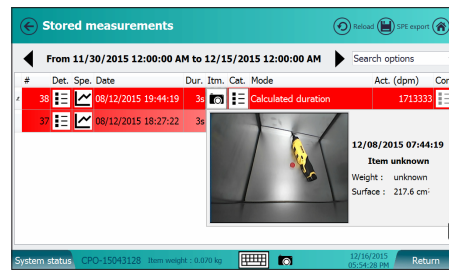 Stored measurements
Reload
SPE export
From 11/30/2015 12:00:00 AM to 12/15/2015 12:00:00 AM
Search options
# Det. Spe. Date Dur. Itm. Cat. Mode Act. (dpm)
38 08/12/2015 19:44:19 3s Calculated duration 1713333
37 08/12/2015 18:27:22 3s
12/08/2015 07:44:19
Item unknown
Weight : unknown
Surface : 217.6 cm²
System status CPO-15043128 Item weight : 0.070 kg 12/16/2015
05:54:28 PM Return